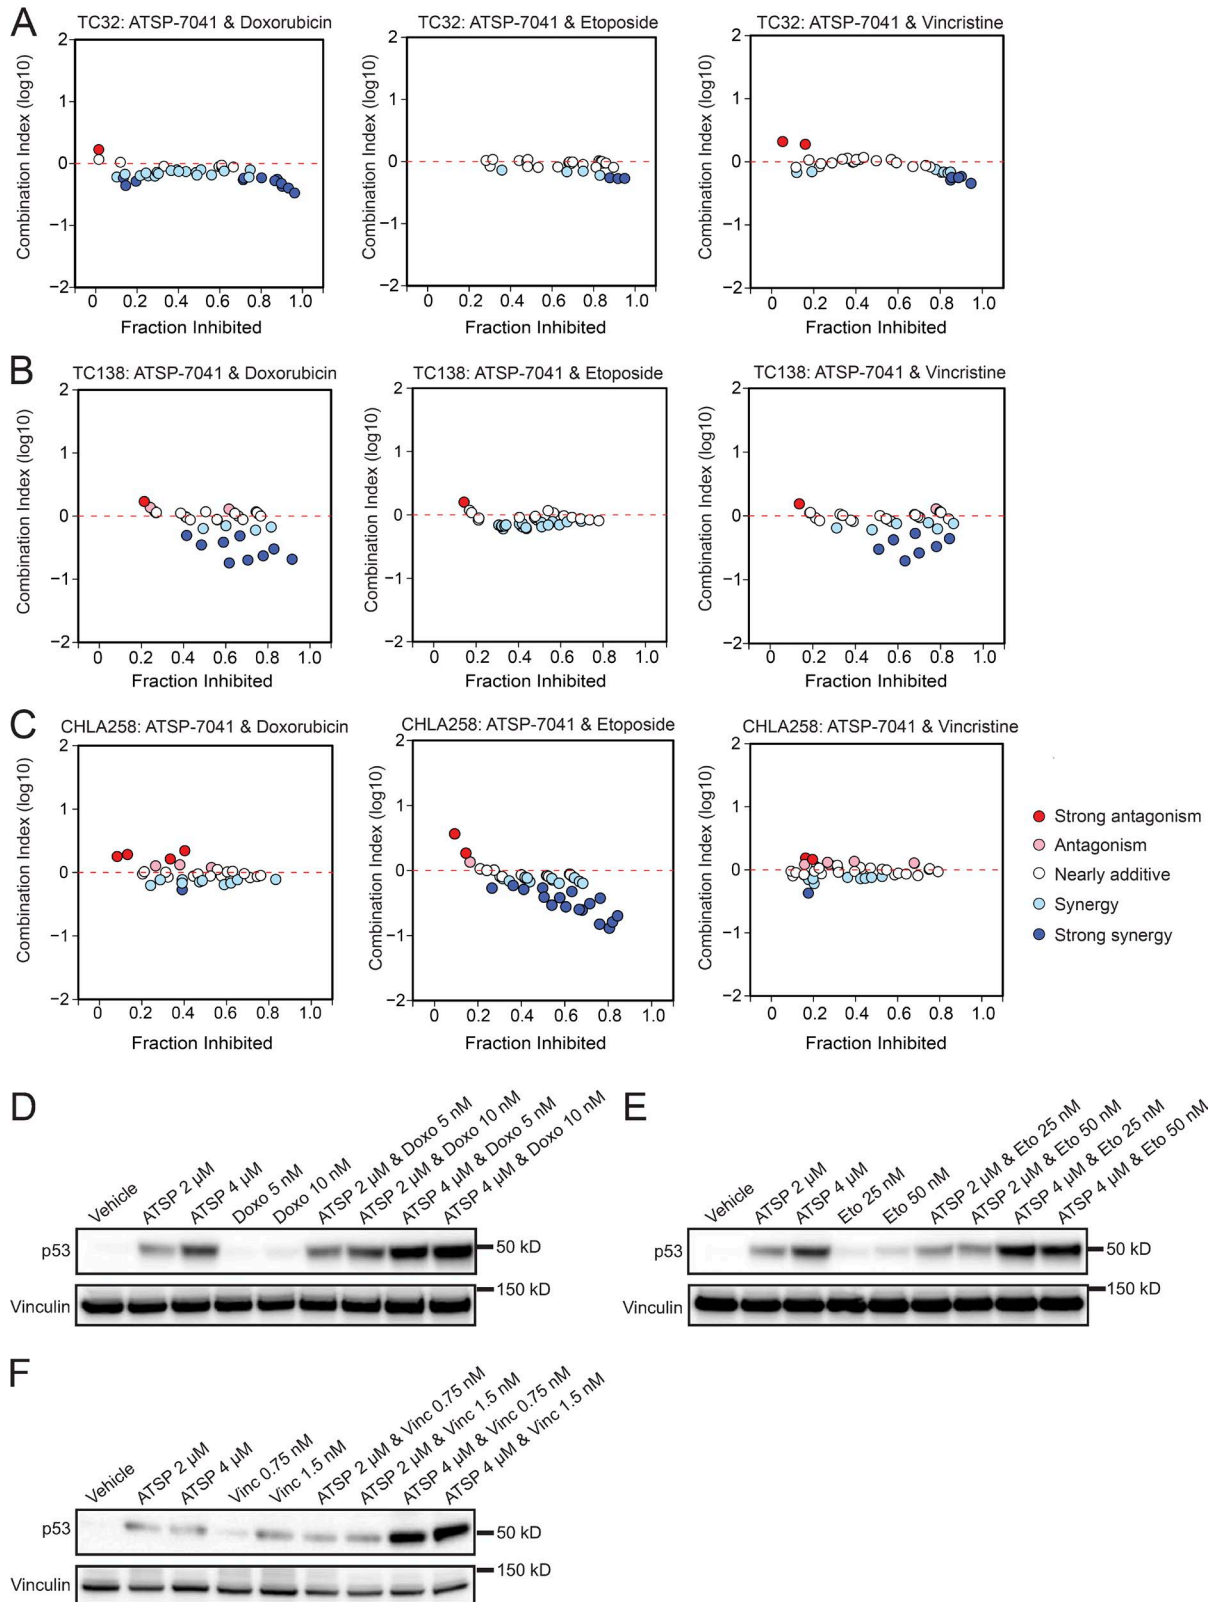 A
TC32: ATSP-7041 & Doxorubicin
TC32: ATSP-7041 & Etoposide
TC32: ATSP-7041 & Vincristine
Combination Index (log10)
2
1
0
−1
−2
0 0.2 0.4 0.6 0.8 1.0
Fraction Inhibited
Combination Index (log10)
2
1
0
−1
−2
0 0.2 0.4 0.6 0.8 1.0
Fraction Inhibited
Combination Index (log10)
2
1
0
−1
−2
0 0.2 0.4 0.6 0.8 1.0
Fraction Inhibited
B
TC138: ATSP-7041 & Doxorubicin
TC138: ATSP-7041 & Etoposide
TC138: ATSP-7041 & Vincristine
Combination Index (log10)
2
1
0
−1
−2
0 0.2 0.4 0.6 0.8 1.0
Fraction Inhibited
Combination Index (log10)
2
1
0
−1
−2
0 0.2 0.4 0.6 0.8 1.0
Fraction Inhibited
Combination Index (log10)
2
1
0
−1
−2
0 0.2 0.4 0.6 0.8 1.0
Fraction Inhibited
C
CHLA258: ATSP-7041 & Doxorubicin
CHLA258: ATSP-7041 & Etoposide
CHLA258: ATSP-7041 & Vincristine
Combination Index (log10)
2
1
0
−1
−2
0 0.2 0.4 0.6 0.8 1.0
Fraction Inhibited
Combination Index (log10)
2
1
0
−1
−2
0 0.2 0.4 0.6 0.8 1.0
Fraction Inhibited
Combination Index (log10)
2
1
0
−1
−2
0 0.2 0.4 0.6 0.8 1.0
Fraction Inhibited
Strong antagonism
Antagonism
Nearly additive
Synergy
Strong synergy
D
Vehicle
ATSP 2 µM
ATSP 4 µM
Doxo 5 nM
Doxo 10 nM
ATSP 2 µM & Doxo 5 nM
ATSP 2 µM & Doxo 10 nM
ATSP 4 µM & Doxo 5 nM
ATSP 4 µM & Doxo 10 nM
p53
50 kD
150 kD
Vinculin
E
Vehicle
ATSP 2 µM
ATSP 4 µM
Eto 25 nM
Eto 50 nM
ATSP 2 µM & Eto 25 nM
ATSP 2 µM & Eto 50 nM
ATSP 4 µM & Eto 25 nM
ATSP 4 µM & Eto 50 nM
p53
50 kD
150 kD
Vinculin
F
Vehicle
ATSP 2 µM
ATSP 4 µM
Vinc 0.75 nM
Vinc 1.5 nM
ATSP 2 µM & Vinc 0.75 nM
ATSP 2 µM & Vinc 1.5 nM
ATSP 4 µM & Vinc 0.75 nM
ATSP 4 µM & Vinc 1.5 nM
p53
50 kD
150 kD
Vinculin